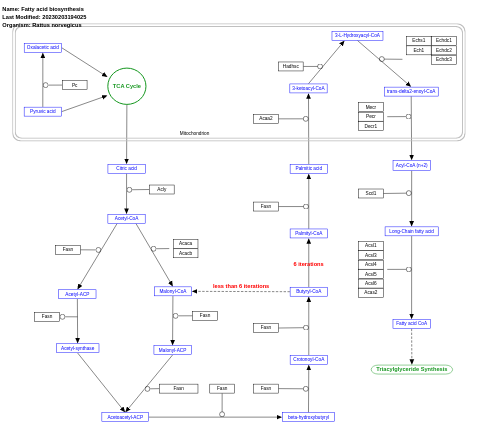 Name: Fatty acid biosynthesis
Last Modified: 20230203194025
Organism: Rattus norvegicus
3-L-Hydroxyacyl-CoA
Echs1
Echdc1
Ech1
Echdc2
Echdc3
Oxalacetic acid
Hadhsc
TCA Cycle
Pc
3-ketoacyl-CoA
trans-delta2-enoyl-CoA
Mecr
Pecr
Decr1
Pyruvic acid
Acaa2
Mitochondrion
Citric acid
Palmitic acid
Acyl-CoA (n+2)
Acly
Scd1
Fasn
Acetyl-CoA
Palmityl-CoA
Long-Chain fatty acid
Acaca
Acacb
Fasn
Acsl1
Acsl3
Acsl4
Acsl5
Acsl6
Acas2
6 iterations
less than 6 iterations
Acetyl-ACP
Malonyl-CoA
Butyryl-CoA
Fasn
Fasn
Fasn
Fatty acid CoA
Acetyl-synthase
Malonyl-ACP
Crotonoyl-CoA
Triacylglyceride Synthesis
Fasn
Fasn
Fasn
Acetoacetyl-ACP
beta-hydroxybutyryl